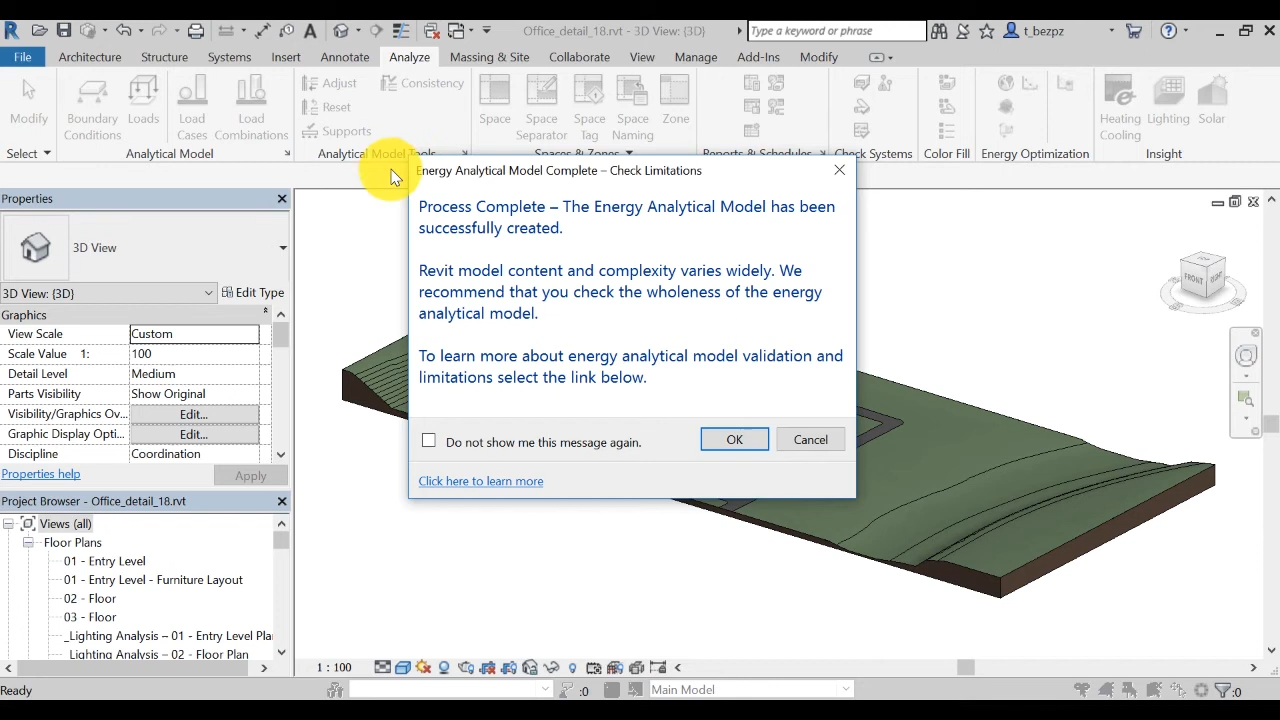 Office_detail_18.rvt - 3D View: {3D}
Type a keyword or phrase
t_bezpz
File Architecture Structure Systems Insert Annotate Analyze Massing & Site Collaborate View Manage Add-Ins Modify
Modify
Boundary Conditions
Loads
Load Cases
Load Combinations
Adjust
Reset
Supports
Consistency
Space
Space Separator
Space Tag
Space Naming
Zone
Heating Cooling
Lighting
Solar
Select
Analytical Model
Analytical Model Tools
Spaces & Zones
Reports & Schedules
Check Systems
Color Fill
Energy Optimization
Insight
Energy Analytical Model Complete – Check Limitations
Process Complete – The Energy Analytical Model has been
successfully created.
Revit model content and complexity varies widely. We
recommend that you check the wholeness of the energy
analytical model.
To learn more about energy analytical model validation and
limitations select the link below.
Do not show me this message again.
OK
Cancel
Click here to learn more
Properties
3D View
3D View: {3D}
Edit Type
Graphics
View Scale Custom
Scale Value 1: 100
Detail Level Medium
Parts Visibility Show Original
Visibility/Graphics Ov... Edit...
Graphic Display Opti... Edit...
Discipline Coordination
Properties help
Apply
Project Browser - Office_detail_18.rvt
Views (all)
Floor Plans
01 - Entry Level
01 - Entry Level - Furniture Layout
02 - Floor
03 - Floor
_Lighting Analysis – 01 - Entry Level Pla
_Lighting Analysis – 02 - Floor Plan
FRONT
1 : 100
Ready
:0
Main Model
:0